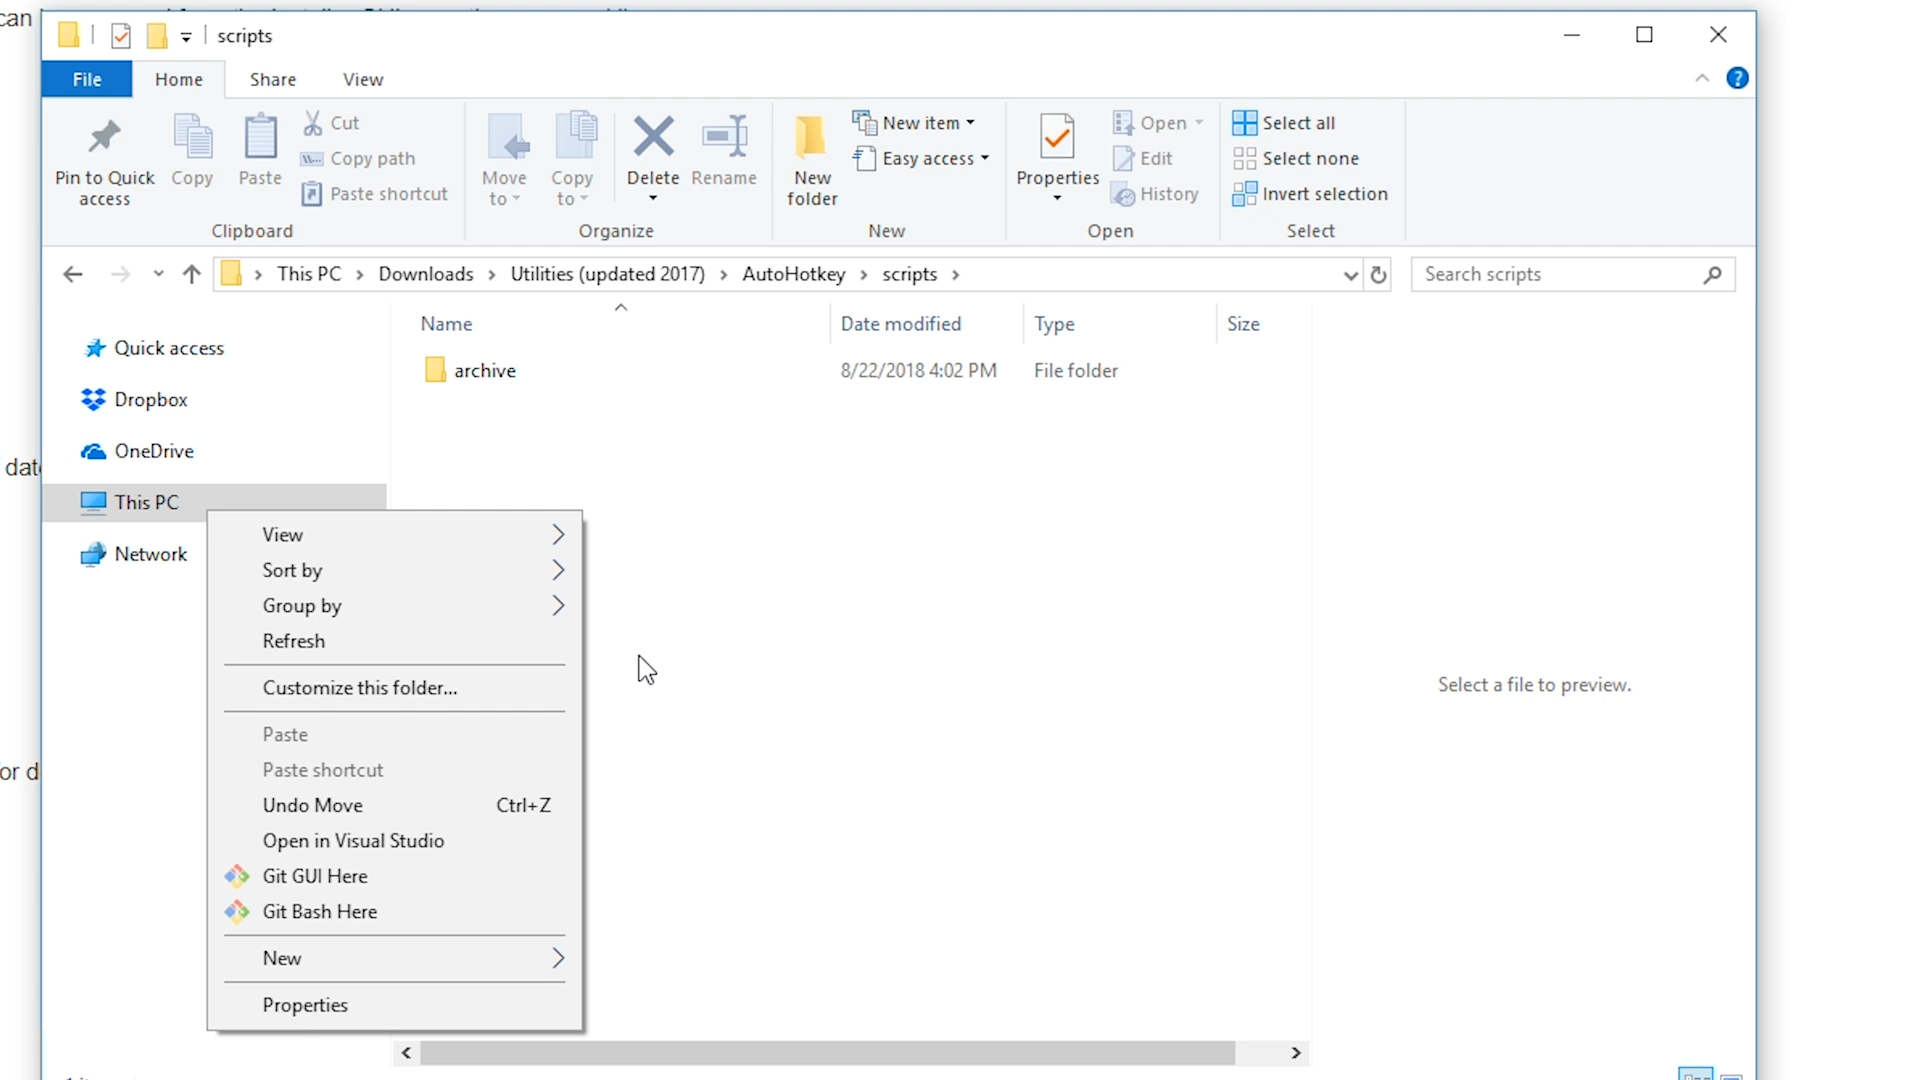 can
scripts
File Home Share View
Pin to Quick access
Copy
Paste
Cut
Copy path
Paste shortcut
Clipboard
Move to
Copy to
Delete
Rename
Organize
New folder
New item
Easy access
New
Properties
Open
Edit
History
Open
Select all
Select none
Invert selection
Select
This PC Downloads Utilities (updated 2017) AutoHotkey scripts
Search scripts
Name Date modified Type Size
archive 8/22/2018 4:02 PM File folder
Quick access
Dropbox
OneDrive
This PC
Network
View
Sort by
Group by
Refresh
Customize this folder...
Paste
Paste shortcut
Undo Move Ctrl+Z
Open in Visual Studio
Git GUI Here
Git Bash Here
New
Properties
Select a file to preview.
date
or d